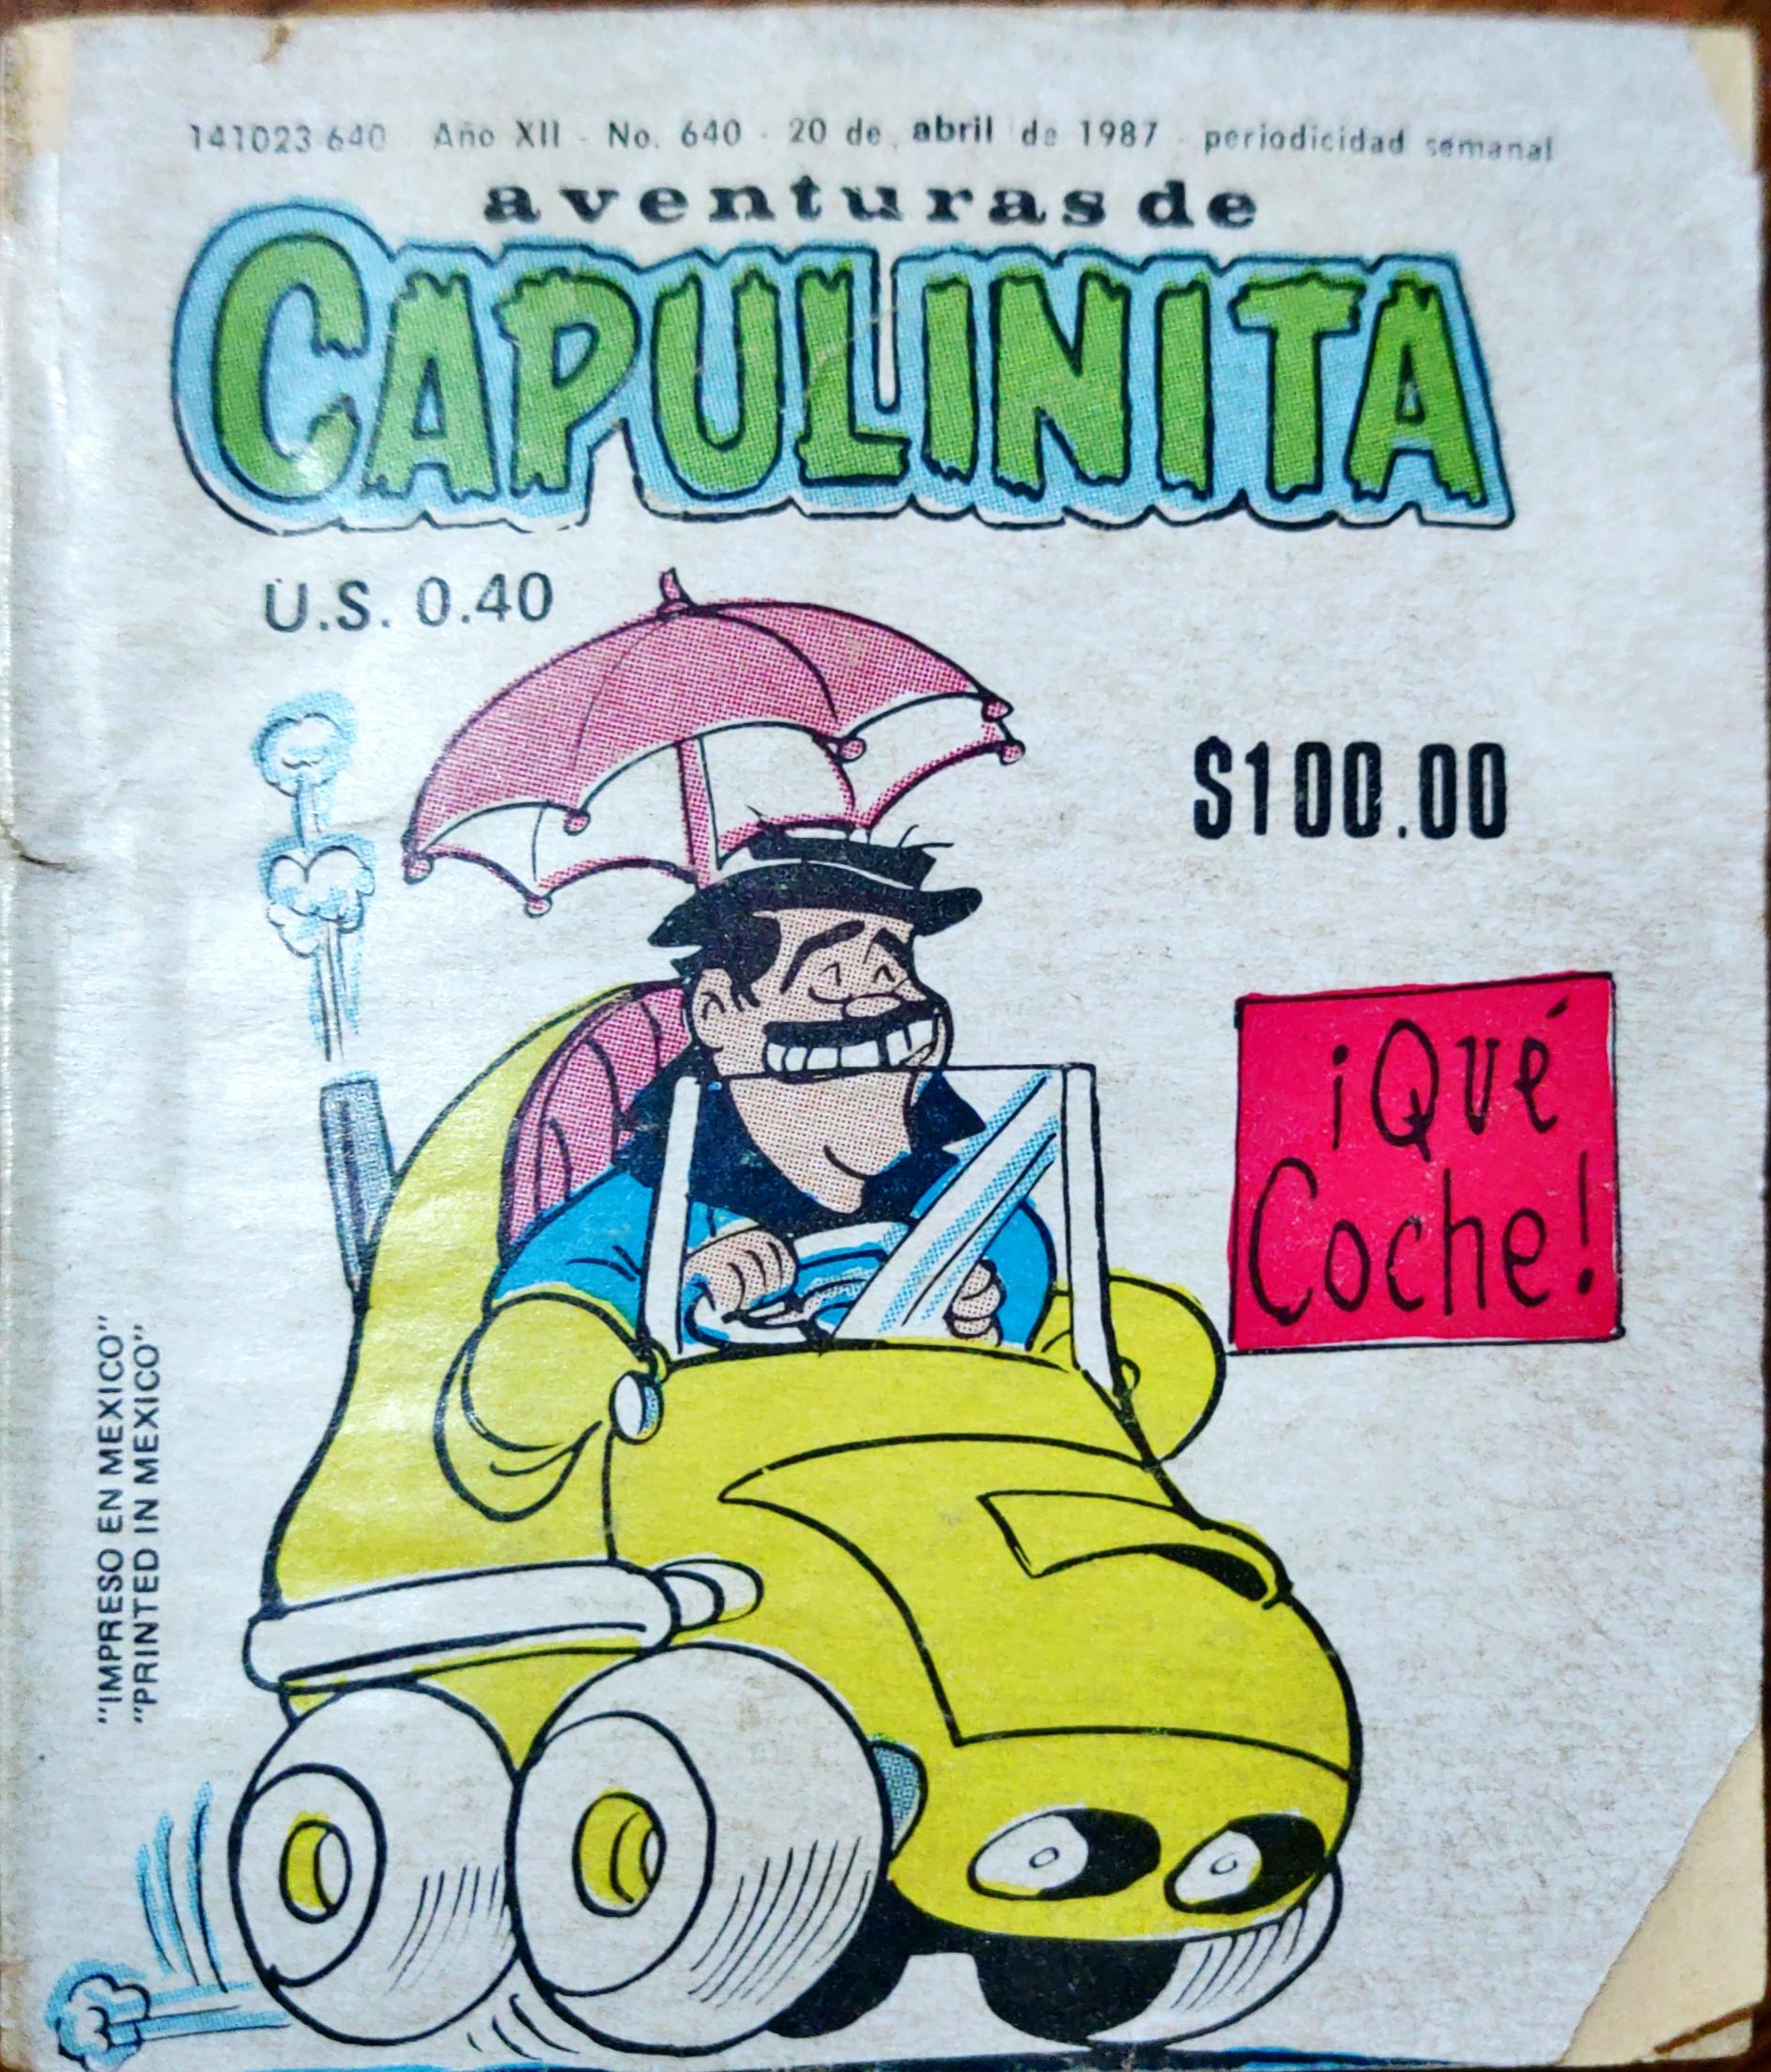 141023-640 Año XII - No. 640 - 20 de abril de 1987 - periodicidad semanal
aventuras de
CAPULINITA
U.S. 0.40
$100.00
¡Qué
Coche!
"IMPRESO EN MEXICO"
"PRINTED IN MEXICO"